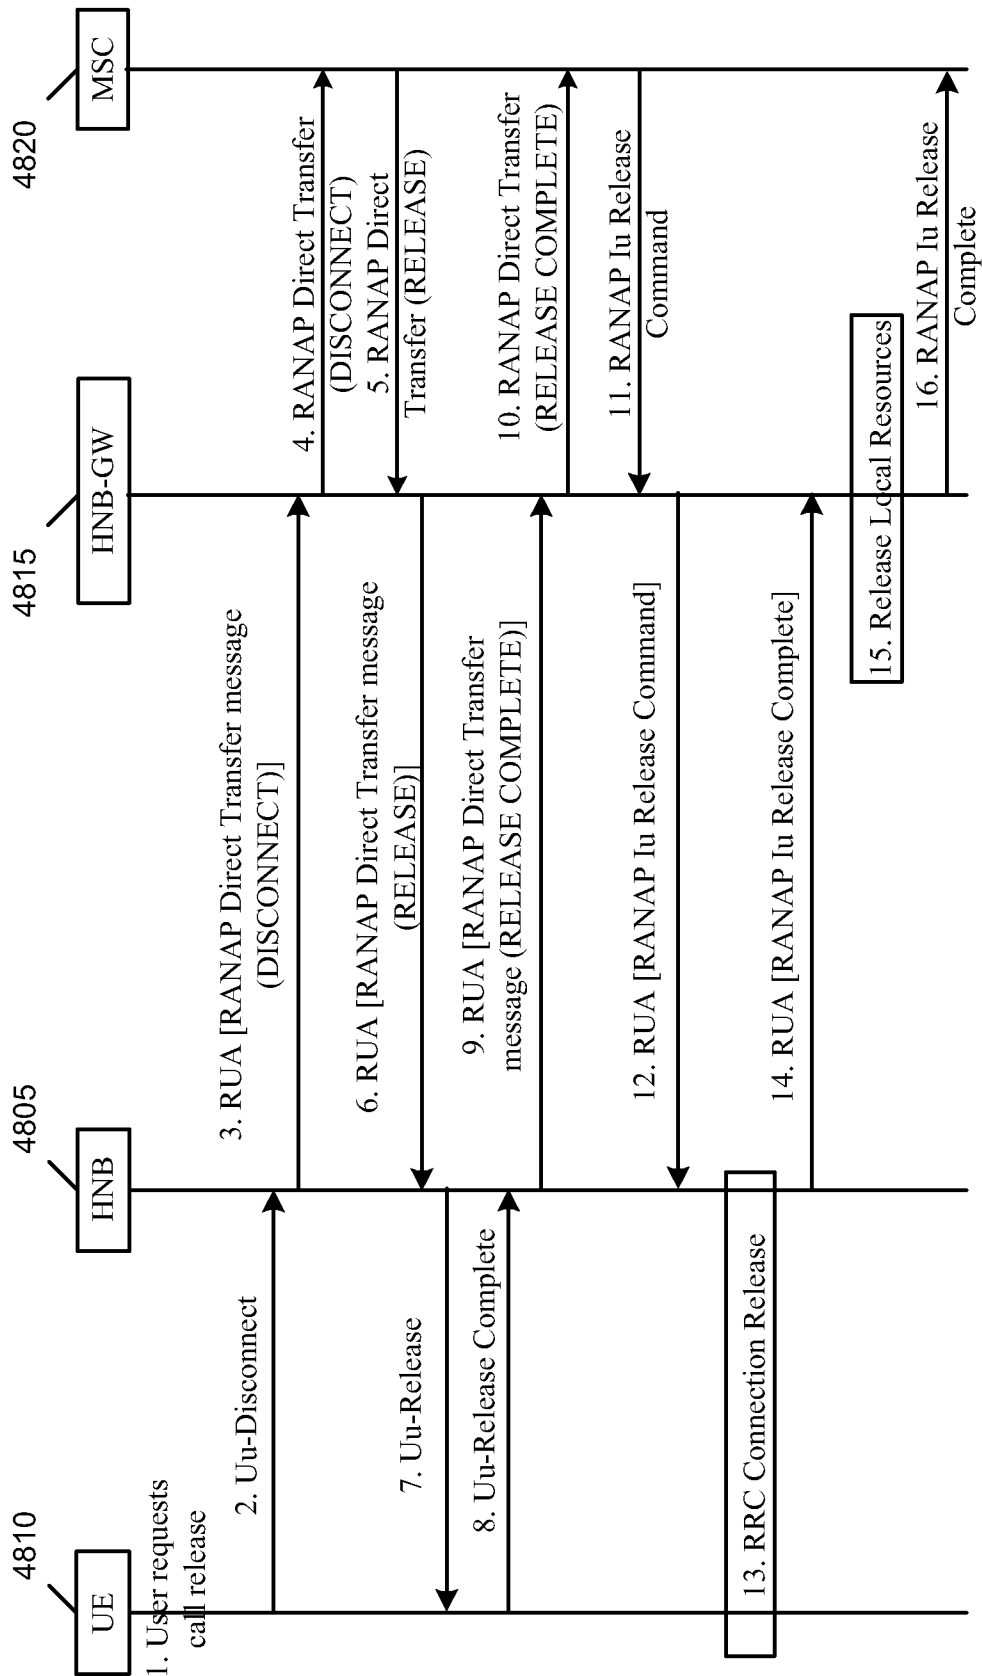 4810
4805
4815
4820
UE
HNB
HNB-GW
MSC
1. User requests
call release
2. Uu-Disconnect
3. RUA [RANAP Direct Transfer message
(DISCONNECT)]
4. RANAP Direct Transfer
(DISCONNECT)
5. RANAP Direct
Transfer (RELEASE)
6. RUA [RANAP Direct Transfer message
(RELEASE)]
7. Uu-Release
8. Uu-Release Complete
9. RUA [RANAP Direct Transfer
message (RELEASE COMPLETE)]
10. RANAP Direct Transfer
(RELEASE COMPLETE)
11. RANAP Iu Release
Command
12. RUA [RANAP Iu Release Command]
13. RRC Connection Release
14. RUA [RANAP Iu Release Complete]
15. Release Local Resources
16. RANAP Iu Release
Complete